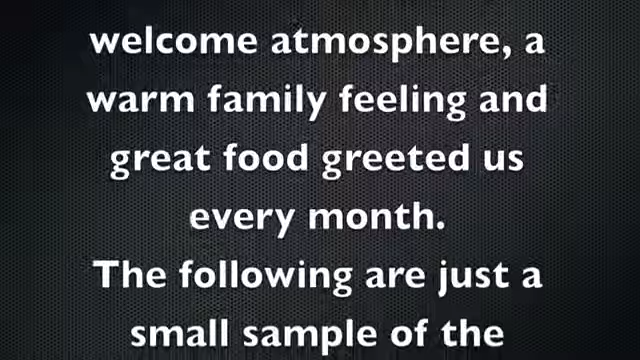 welcome atmosphere, a
warm family feeling and
great food greeted us
every month.
The following are just a
small sample of the